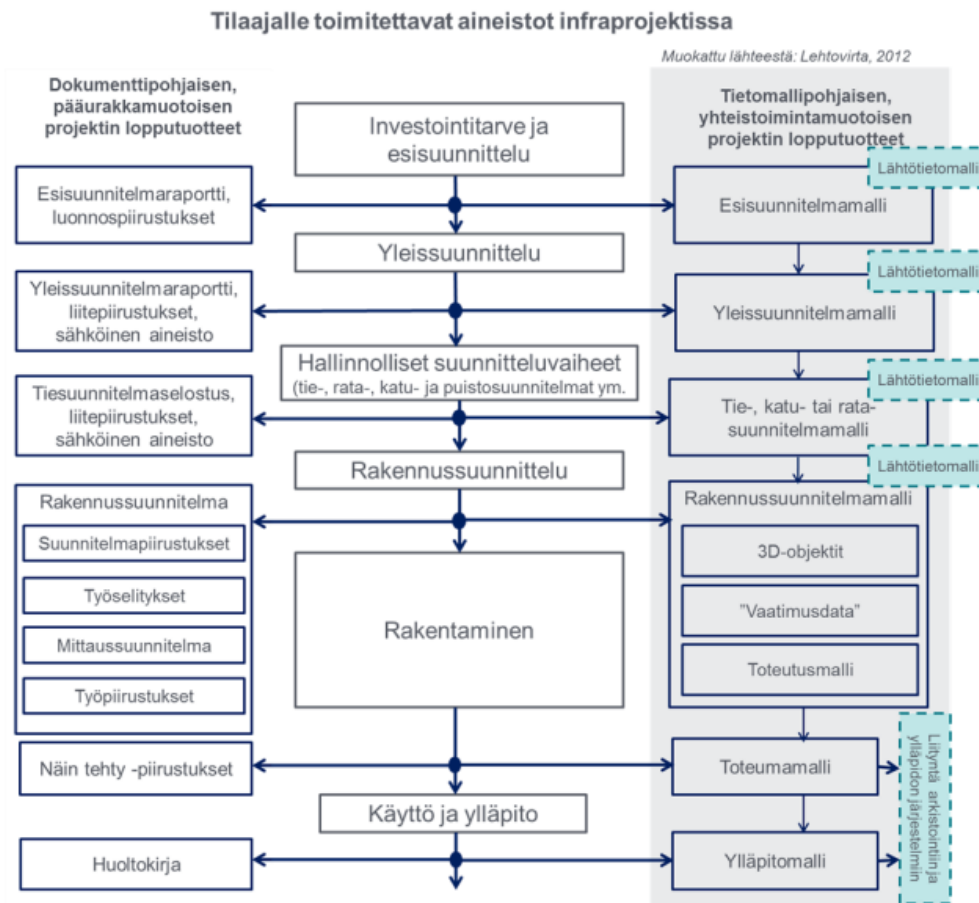 Tilaajalle toimitettavat aineistot infraprojektissa
Muokattu lähteestä: Lehtovirta, 2012
Dokumenttipohjaisen,
pääurakkamuotoisen
projektin lopputuotteet
Investointitarve ja
esisuunnittelu
Tietomallipohjaisen,
yhteistoimintamuotoisen
projektin lopputuotteet
Lähtötietomalli
Esisuunnitelmaraportti,
luonnospiirustukset
Esisuunnitelmamalli
Yleissuunnittelu
Lähtötietomalli
Yleissuunnitelmaraportti,
liitepiirustukset,
sähköinen aineisto
Yleissuunnitelmamalli
Hallinnolliset suunnitteluvaiheet
(tie-, rata-, katu- ja puistosuunnitelmat ym.
Lähtötietomalli
Tiesuunnitelmaselostus,
liitepiirustukset,
sähköinen aineisto
Tie-, katu- tai rata-
suunnitelmamalli
Rakennussuunnittelu
Lähtötietomalli
Rakennussuunnitelma
Suunnitelmapiirustukset
Työselitykset
Mittaussuunnitelma
Työpiirustukset
Rakentaminen
Rakennussuunnitelmamalli
3D-objektit
”Vaatimusdata”
Toteutusmalli
Näin tehty -piirustukset
Toteumamalli
Liityntä arkistointiin ja
ylläpidon järjestelmiin
Käyttö ja ylläpito
Huoltokirja
Ylläpitomalli